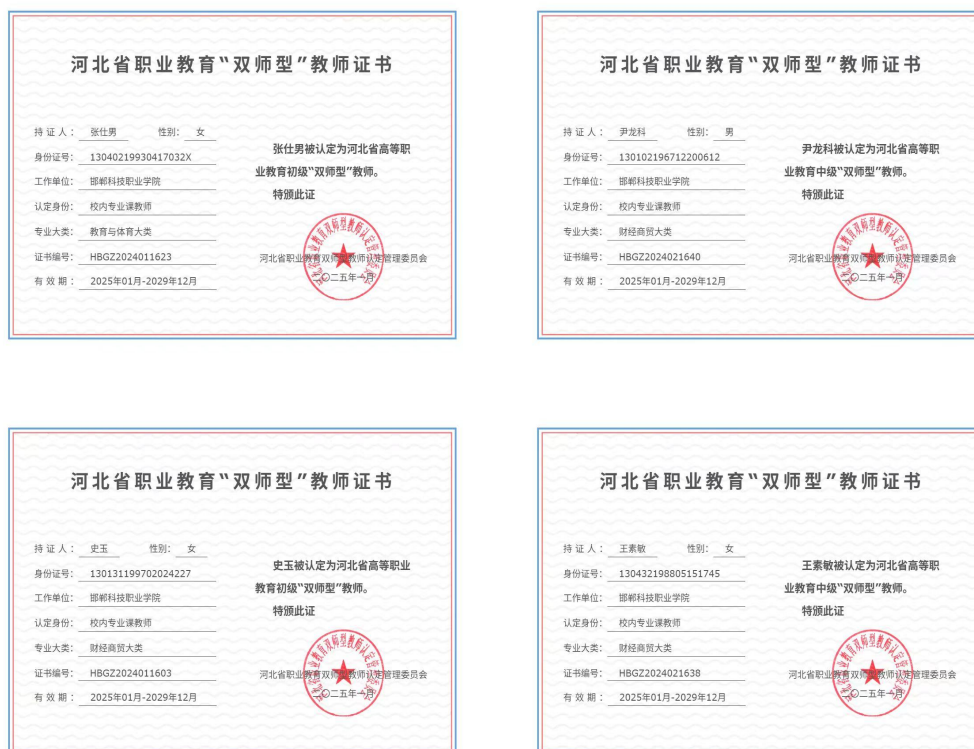 河北省职业教育“双师型”教师证书
持 证 人： 张仕男 性别： 女
身份证号： 13040219930417032X
工作单位： 邯郸科技职业学院
认定身份： 校内专业课教师
专业大类： 教育与体育大类
证书编号： HBGZ2024011623
有 效 期： 2025年01月-2029年12月
张仕男被认定为河北省高等职
业教育初级“双师型”教师。
特颁此证
河北省职业教育双师型教师认定管理委员会
二〇二五年一月
河北省职业教育“双师型”教师证书
持 证 人： 尹龙科 性别： 男
身份证号： 130102196712200612
工作单位： 邯郸科技职业学院
认定身份： 校内专业课教师
专业大类： 财经商贸大类
证书编号： HBGZ2024021640
有 效 期： 2025年01月-2029年12月
尹龙科被认定为河北省高等职
业教育中级“双师型”教师。
特颁此证
河北省职业教育双师型教师认定管理委员会
二〇二五年一月
河北省职业教育“双师型”教师证书
持 证 人： 史玉 性别： 女
身份证号： 130131199702024227
工作单位： 邯郸科技职业学院
认定身份： 校内专业课教师
专业大类： 财经商贸大类
证书编号： HBGZ2024011603
有 效 期： 2025年01月-2029年12月
史玉被认定为河北省高等职业
教育初级“双师型”教师。
特颁此证
河北省职业教育双师型教师认定管理委员会
二〇二五年一月
河北省职业教育“双师型”教师证书
持 证 人： 王素敏 性别： 女
身份证号： 130432198805151745
工作单位： 邯郸科技职业学院
认定身份： 校内专业课教师
专业大类： 财经商贸大类
证书编号： HBGZ2024021638
有 效 期： 2025年01月-2029年12月
王素敏被认定为河北省高等职
业教育中级“双师型”教师。
特颁此证
河北省职业教育双师型教师认定管理委员会
二〇二五年一月